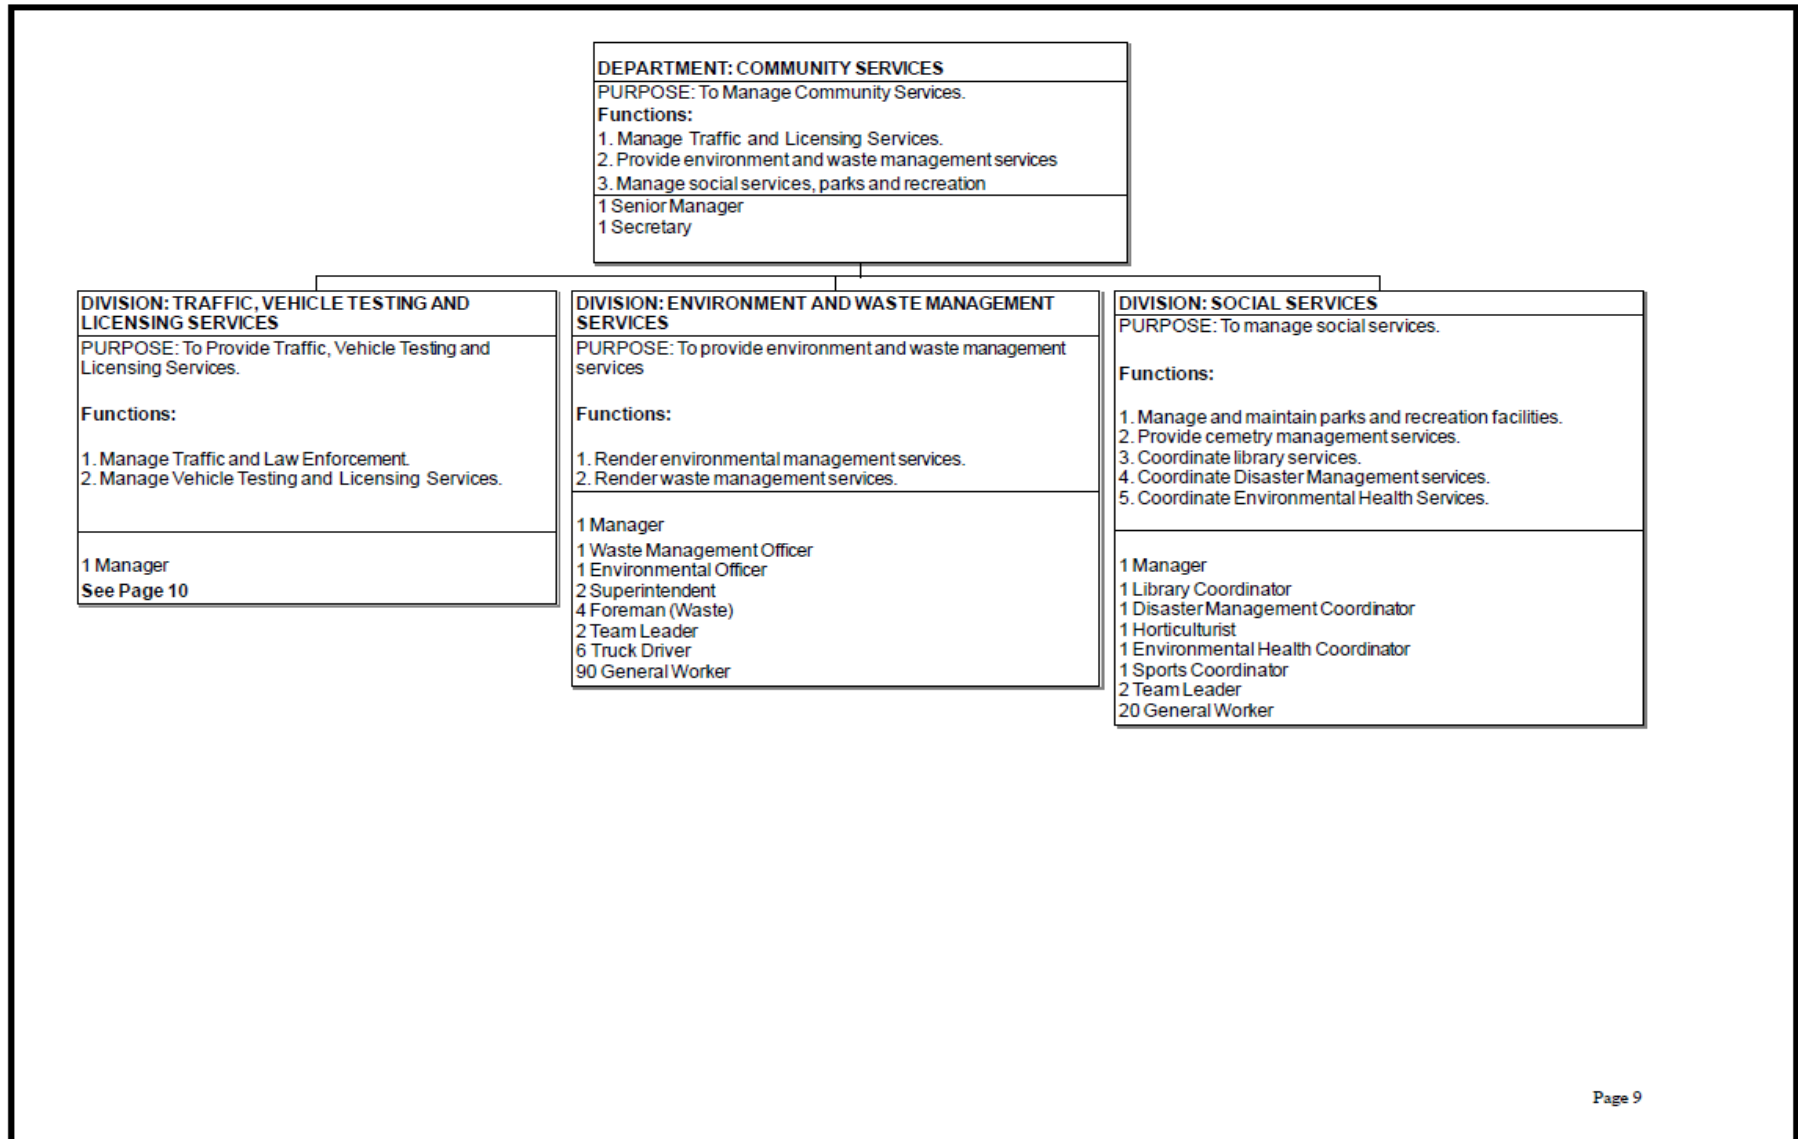 DEPARTMENT: COMMUNITY SERVICES
PURPOSE: To Manage Community Services.
Functions:
1. Manage Traffic and Licensing Services.
2. Provide environment and waste management services
3. Manage social services, parks and recreation
1 Senior Manager
1 Secretary
DIVISION: TRAFFIC, VEHICLE TESTING AND
LICENSING SERVICES
PURPOSE: To Provide Traffic, Vehicle Testing and
Licensing Services.
Functions:
1. Manage Traffic and Law Enforcement.
2. Manage Vehicle Testing and Licensing Services.
1 Manager
See Page 10
DIVISION: ENVIRONMENT AND WASTE MANAGEMENT
SERVICES
PURPOSE: To provide environment and waste management
services
Functions:
1. Render environmental management services.
2. Render waste management services.
1 Manager
1 Waste Management Officer
1 Environmental Officer
2 Superintendent
4 Foreman (Waste)
2 Team Leader
6 Truck Driver
90 General Worker
DIVISION: SOCIAL SERVICES
PURPOSE: To manage social services.
Functions:
1. Manage and maintain parks and recreation facilities.
2. Provide cemetry management services.
3. Coordinate library services.
4. Coordinate Disaster Management services.
5. Coordinate Environmental Health Services.
1 Manager
1 Library Coordinator
1 Disaster Management Coordinator
1 Horticulturist
1 Environmental Health Coordinator
1 Sports Coordinator
2 Team Leader
20 General Worker
Page 9